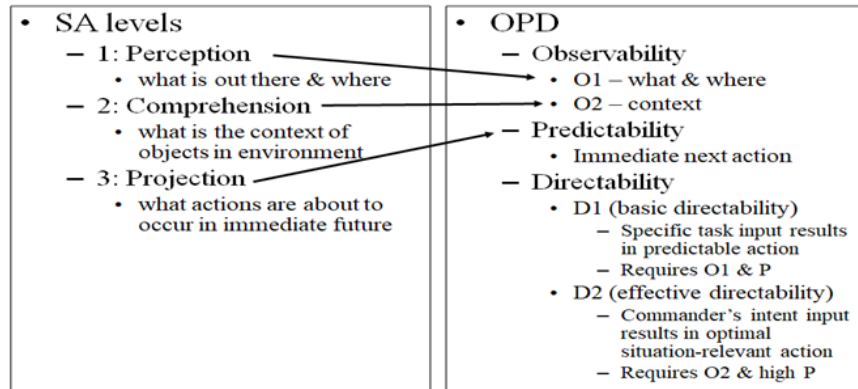 • SA levels
– 1: Perception
• what is out there & where
– 2: Comprehension
• what is the context of
objects in environment
– 3: Projection
• what actions are about to
occur in immediate future
• OPD
– Observability
• O1 – what & where
• O2 – context
– Predictability
• Immediate next action
– Directability
• D1 (basic directability)
– Specific task input results
in predictable action
– Requires O1 & P
• D2 (effective directability)
– Commander's intent input
results in optimal
situation-relevant action
– Requires O2 & high P